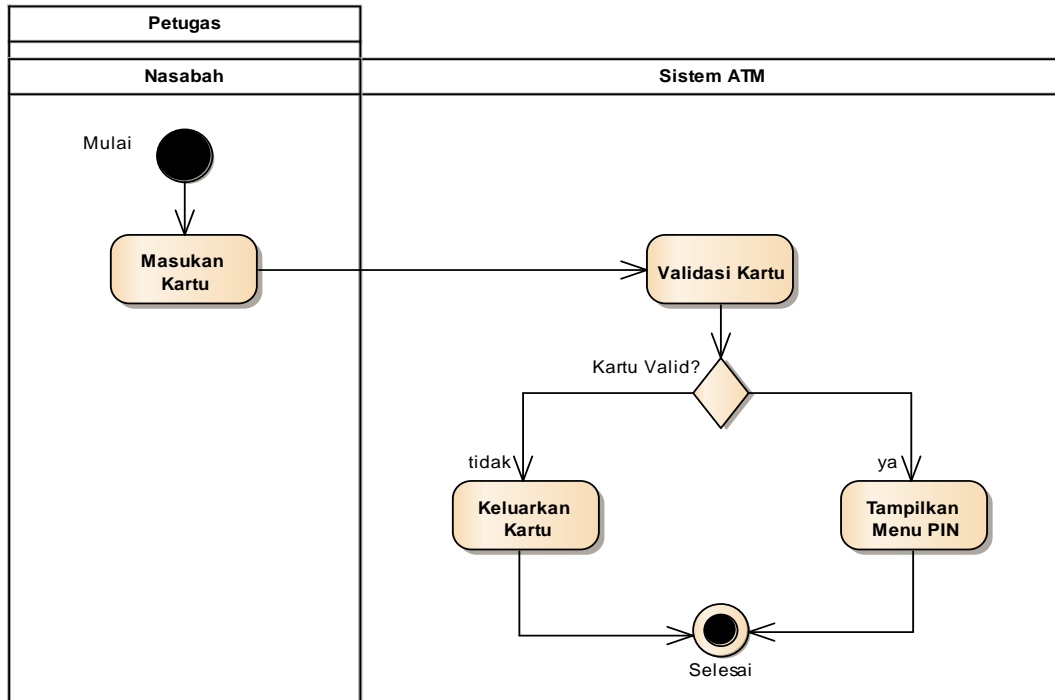 Petugas
Nasabah
Sistem ATM
Mulai
Masukan
Kartu
Validasi Kartu
Kartu Valid?
tidak
ya
Keluarkan
Kartu
Tampilkan
Menu PIN
Selesai